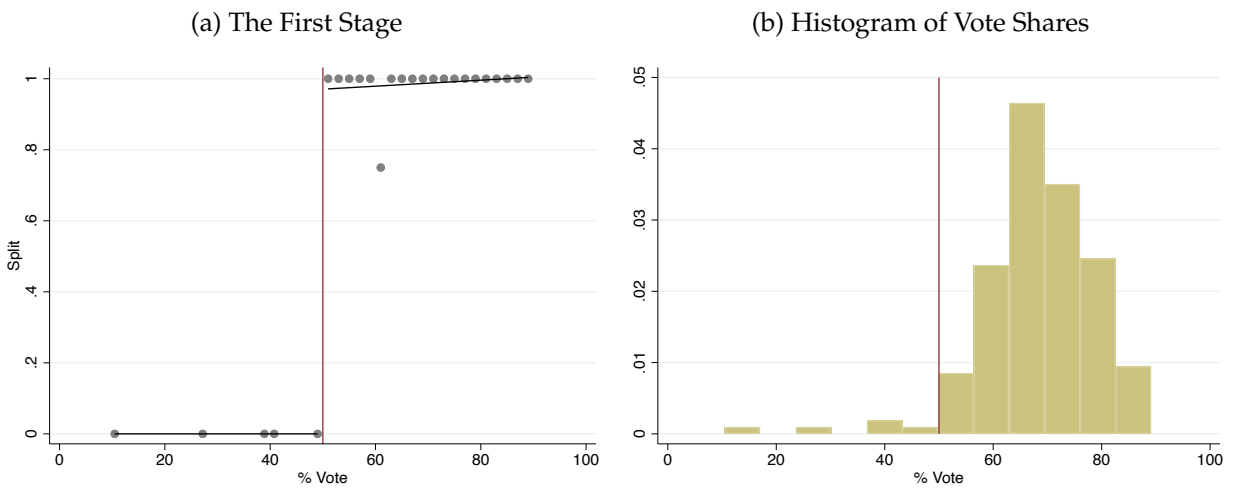 (a) The First Stage
1
.8
.6
.4
.2
0
Split
0 20 40 60 80 100
% Vote
(b) Histogram of Vote Shares
.05
.04
.03
.02
.01
0
0 20 40 60 80 100
% Vote